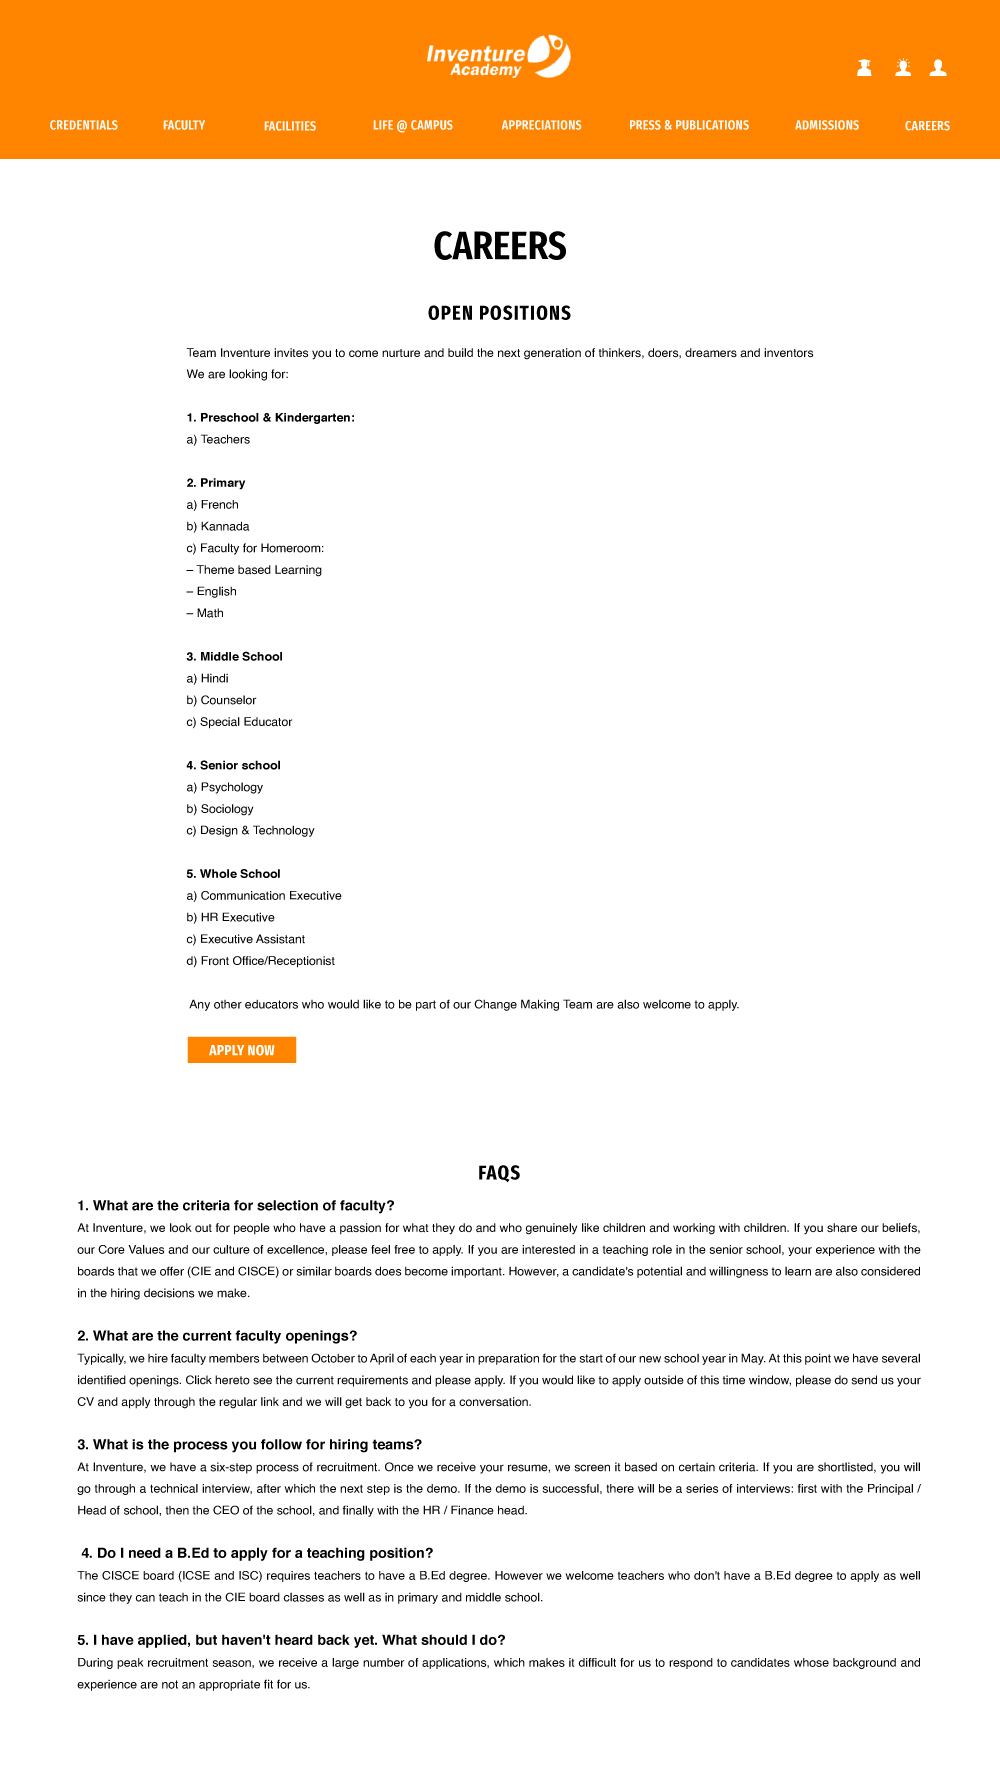 Inventure
Academy
CREDENTIALS FACULTY FACILITIES LIFE @ CAMPUS APPRECIATIONS PRESS & PUBLICATIONS ADMISSIONS CAREERS
CAREERS
OPEN POSITIONS
Team Inventure invites you to come nurture and build the next generation of thinkers, doers, dreamers and inventors
We are looking for:
1. Preschool & Kindergarten:
a) Teachers
2. Primary
a) French
b) Kannada
c) Faculty for Homeroom:
– Theme based Learning
– English
– Math
3. Middle School
a) Hindi
b) Counselor
c) Special Educator
4. Senior school
a) Psychology
b) Sociology
c) Design & Technology
5. Whole School
a) Communication Executive
b) HR Executive
c) Executive Assistant
d) Front Office/Receptionist
Any other educators who would like to be part of our Change Making Team are also welcome to apply.
APPLY NOW
FAQS
1. What are the criteria for selection of faculty?
At Inventure, we look out for people who have a passion for what they do and who genuinely like children and working with children. If you share our beliefs,
our Core Values and our culture of excellence, please feel free to apply. If you are interested in a teaching role in the senior school, your experience with the
boards that we offer (CIE and CISCE) or similar boards does become important. However, a candidate's potential and willingness to learn are also considered
in the hiring decisions we make.
2. What are the current faculty openings?
Typically, we hire faculty members between October to April of each year in preparation for the start of our new school year in May. At this point we have several
identified openings. Click hereto see the current requirements and please apply. If you would like to apply outside of this time window, please do send us your
CV and apply through the regular link and we will get back to you for a conversation.
3. What is the process you follow for hiring teams?
At Inventure, we have a six-step process of recruitment. Once we receive your resume, we screen it based on certain criteria. If you are shortlisted, you will
go through a technical interview, after which the next step is the demo. If the demo is successful, there will be a series of interviews: first with the Principal /
Head of school, then the CEO of the school, and finally with the HR / Finance head.
4. Do I need a B.Ed to apply for a teaching position?
The CISCE board (ICSE and ISC) requires teachers to have a B.Ed degree. However we welcome teachers who don't have a B.Ed degree to apply as well
since they can teach in the CIE board classes as well as in primary and middle school.
5. I have applied, but haven't heard back yet. What should I do?
During peak recruitment season, we receive a large number of applications, which makes it difficult for us to respond to candidates whose background and
experience are not an appropriate fit for us.